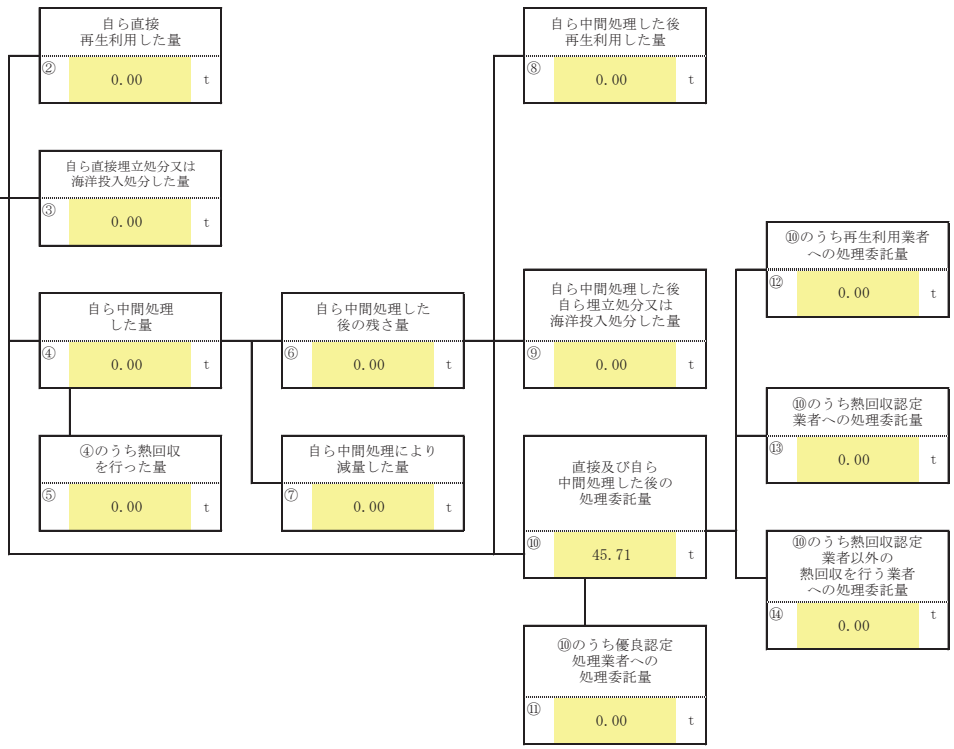 自ら直接
再生利用した量
②
0.00
t
自ら直接埋立処分又は
海洋投入処分した量
③
0.00
t
自ら中間処理
した量
④
0.00
t
④のうち熱回収
を行った量
⑤
0.00
t
自ら中間処理した
後の残さ量
⑥
0.00
t
自ら中間処理により
減量した量
⑦
0.00
t
自ら中間処理した後
再生利用した量
⑧
0.00
t
自ら中間処理した後
自ら埋立処分又は
海洋投入処分した量
⑨
0.00
t
直接及び自ら
中間処理した後の
処理委託量
⑩
45.71
t
⑩のうち優良認定
処理業者への
処理委託量
⑪
0.00
t
⑩のうち再生利用業者
への処理委託量
⑫
0.00
t
⑩のうち熱回収認定
業者への処理委託量
⑬
0.00
t
⑩のうち熱回収認定
業者以外の
熱回収を行う業者
への処理委託量
⑭
0.00
t